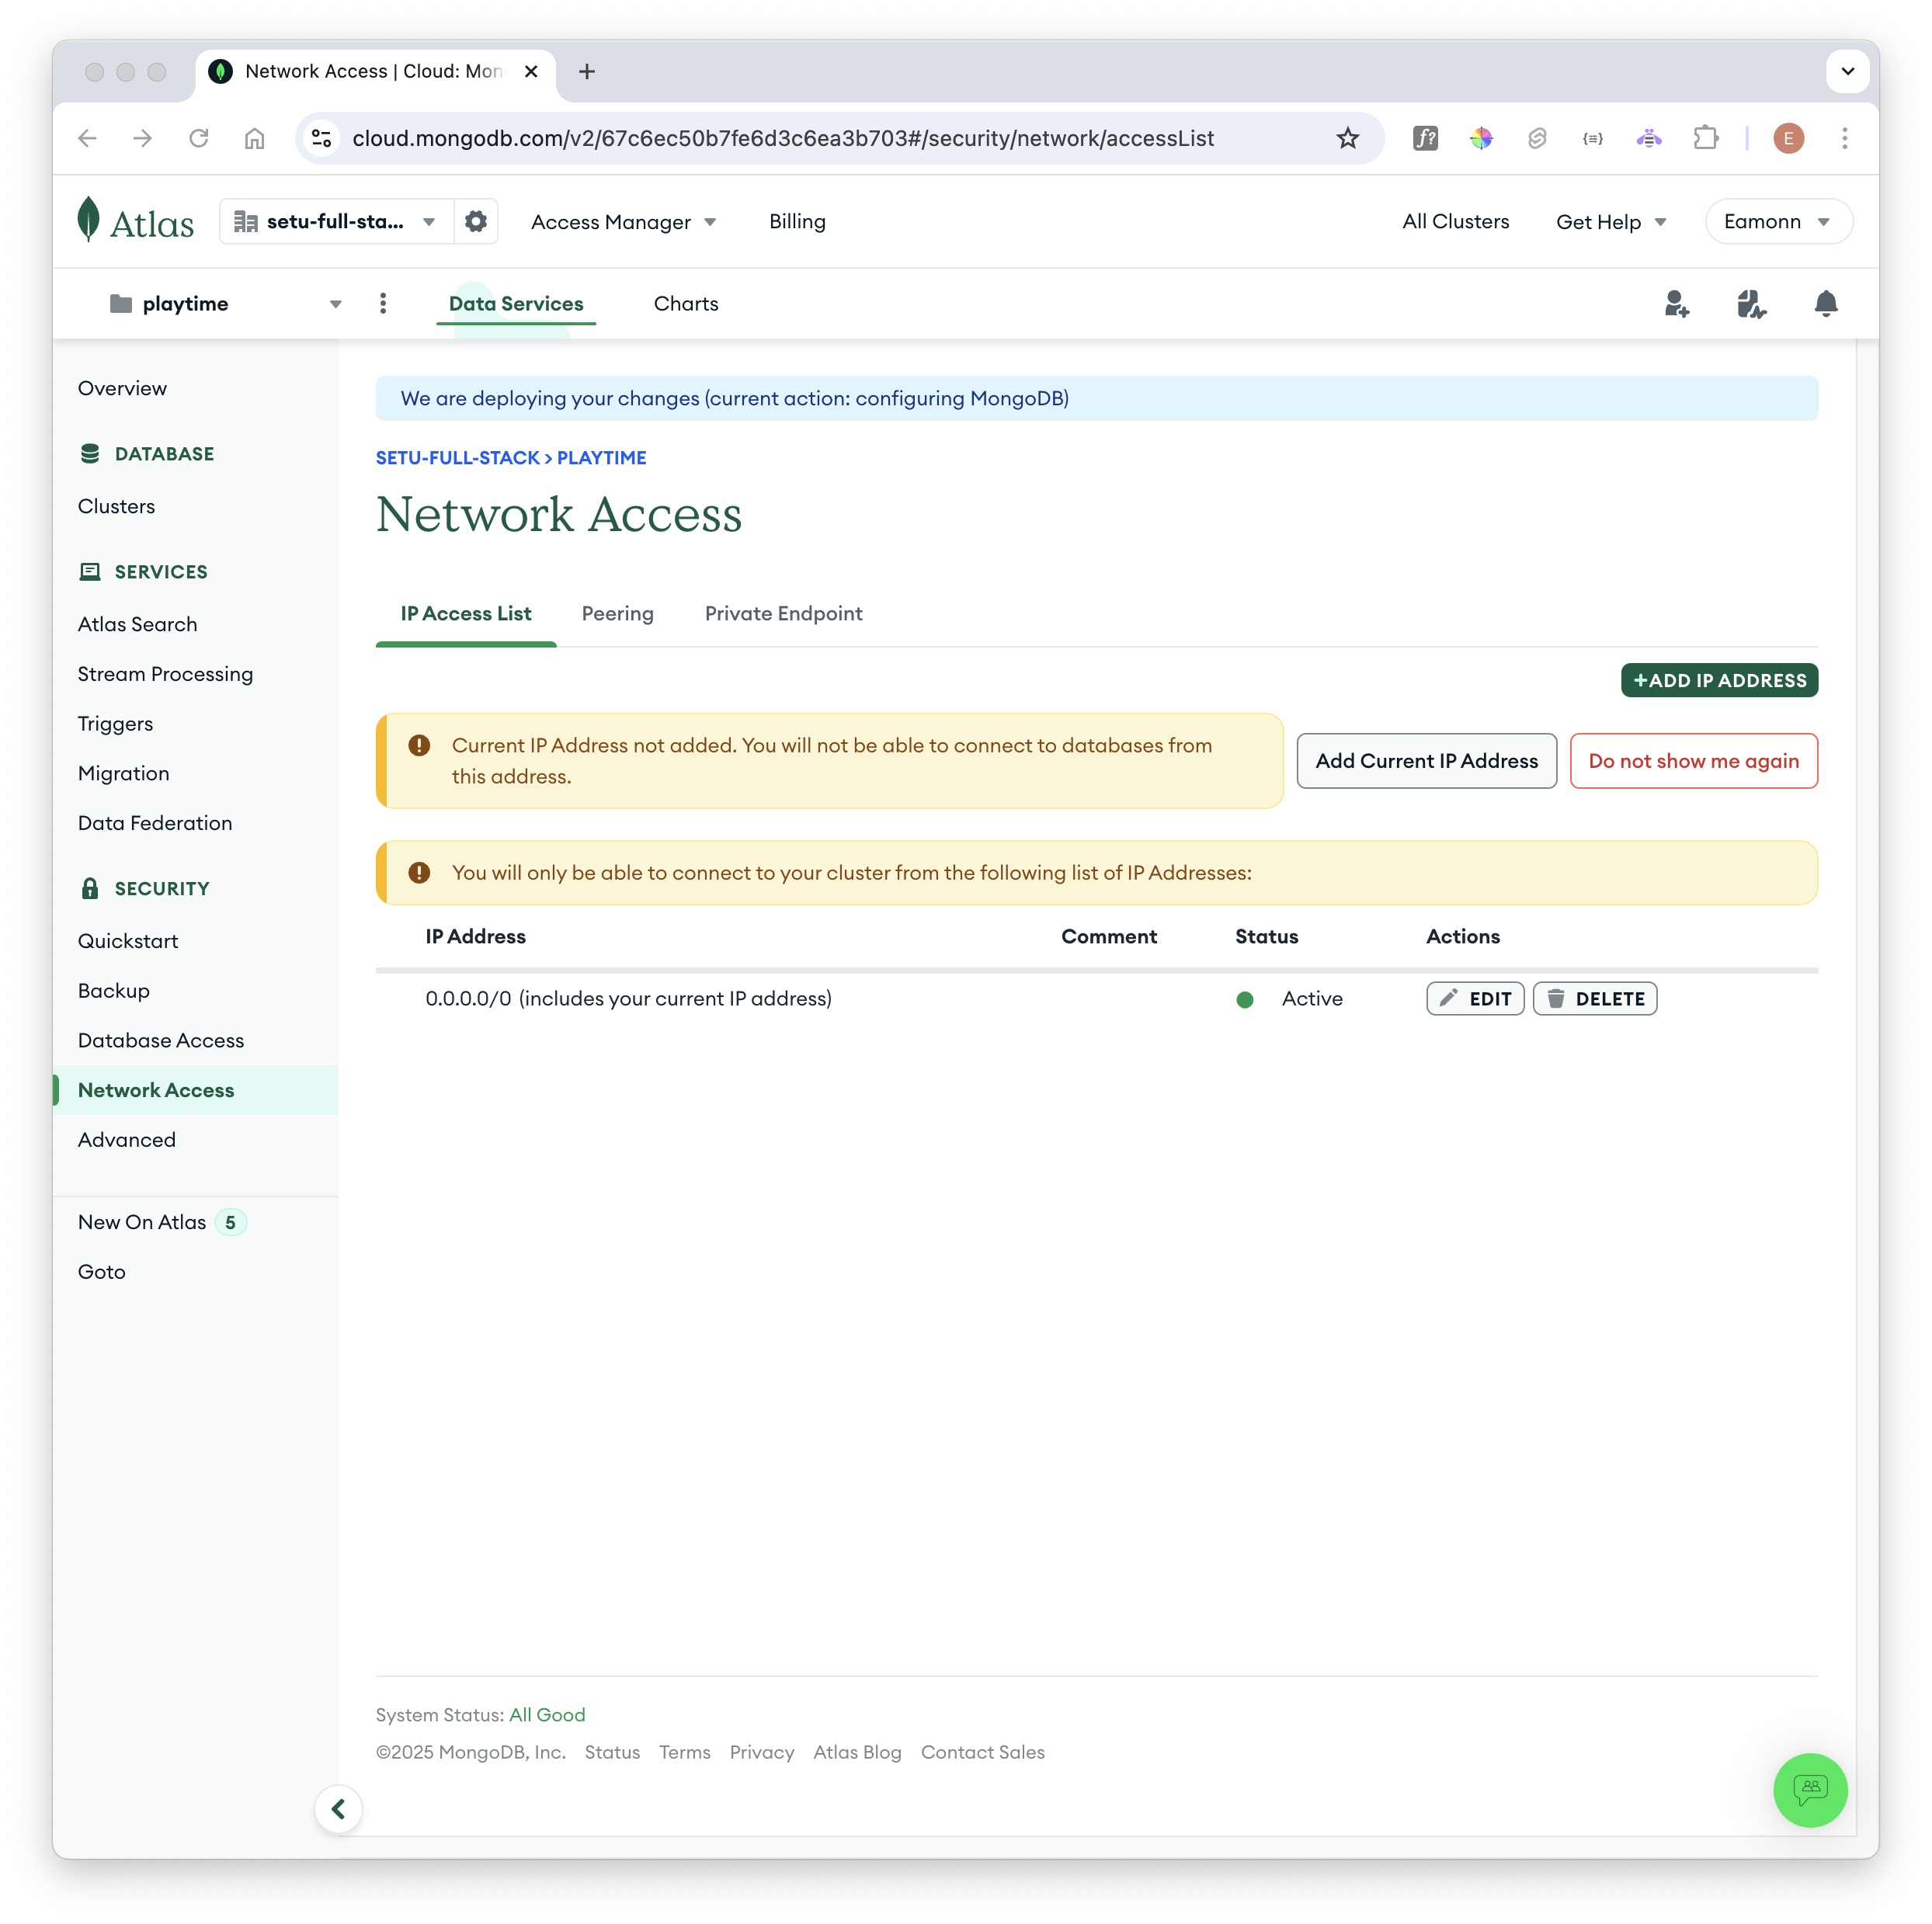 Network Access | Cloud: Mon
cloud.mongodb.com/v2/67c6ec50b7fe6d3c6ea3b703#/security/network/accessList
f?
{≡}
E
Atlas
setu-full-sta...
Access Manager
Billing
All Clusters
Get Help
Eamonn
playtime
Data Services
Charts
Overview
DATABASE
Clusters
SERVICES
Atlas Search
Stream Processing
Triggers
Migration
Data Federation
SECURITY
Quickstart
Backup
Database Access
Network Access
Advanced
New On Atlas 5
Goto
We are deploying your changes (current action: configuring MongoDB)
SETU-FULL-STACK > PLAYTIME
Network Access
IP Access List
Peering
Private Endpoint
+ADD IP ADDRESS
Current IP Address not added. You will not be able to connect to databases from
this address.
Add Current IP Address
Do not show me again
You will only be able to connect to your cluster from the following list of IP Addresses:
IP Address Comment Status Actions
0.0.0.0/0 (includes your current IP address) Active EDIT DELETE
System Status: All Good
©2025 MongoDB, Inc. Status Terms Privacy Atlas Blog Contact Sales